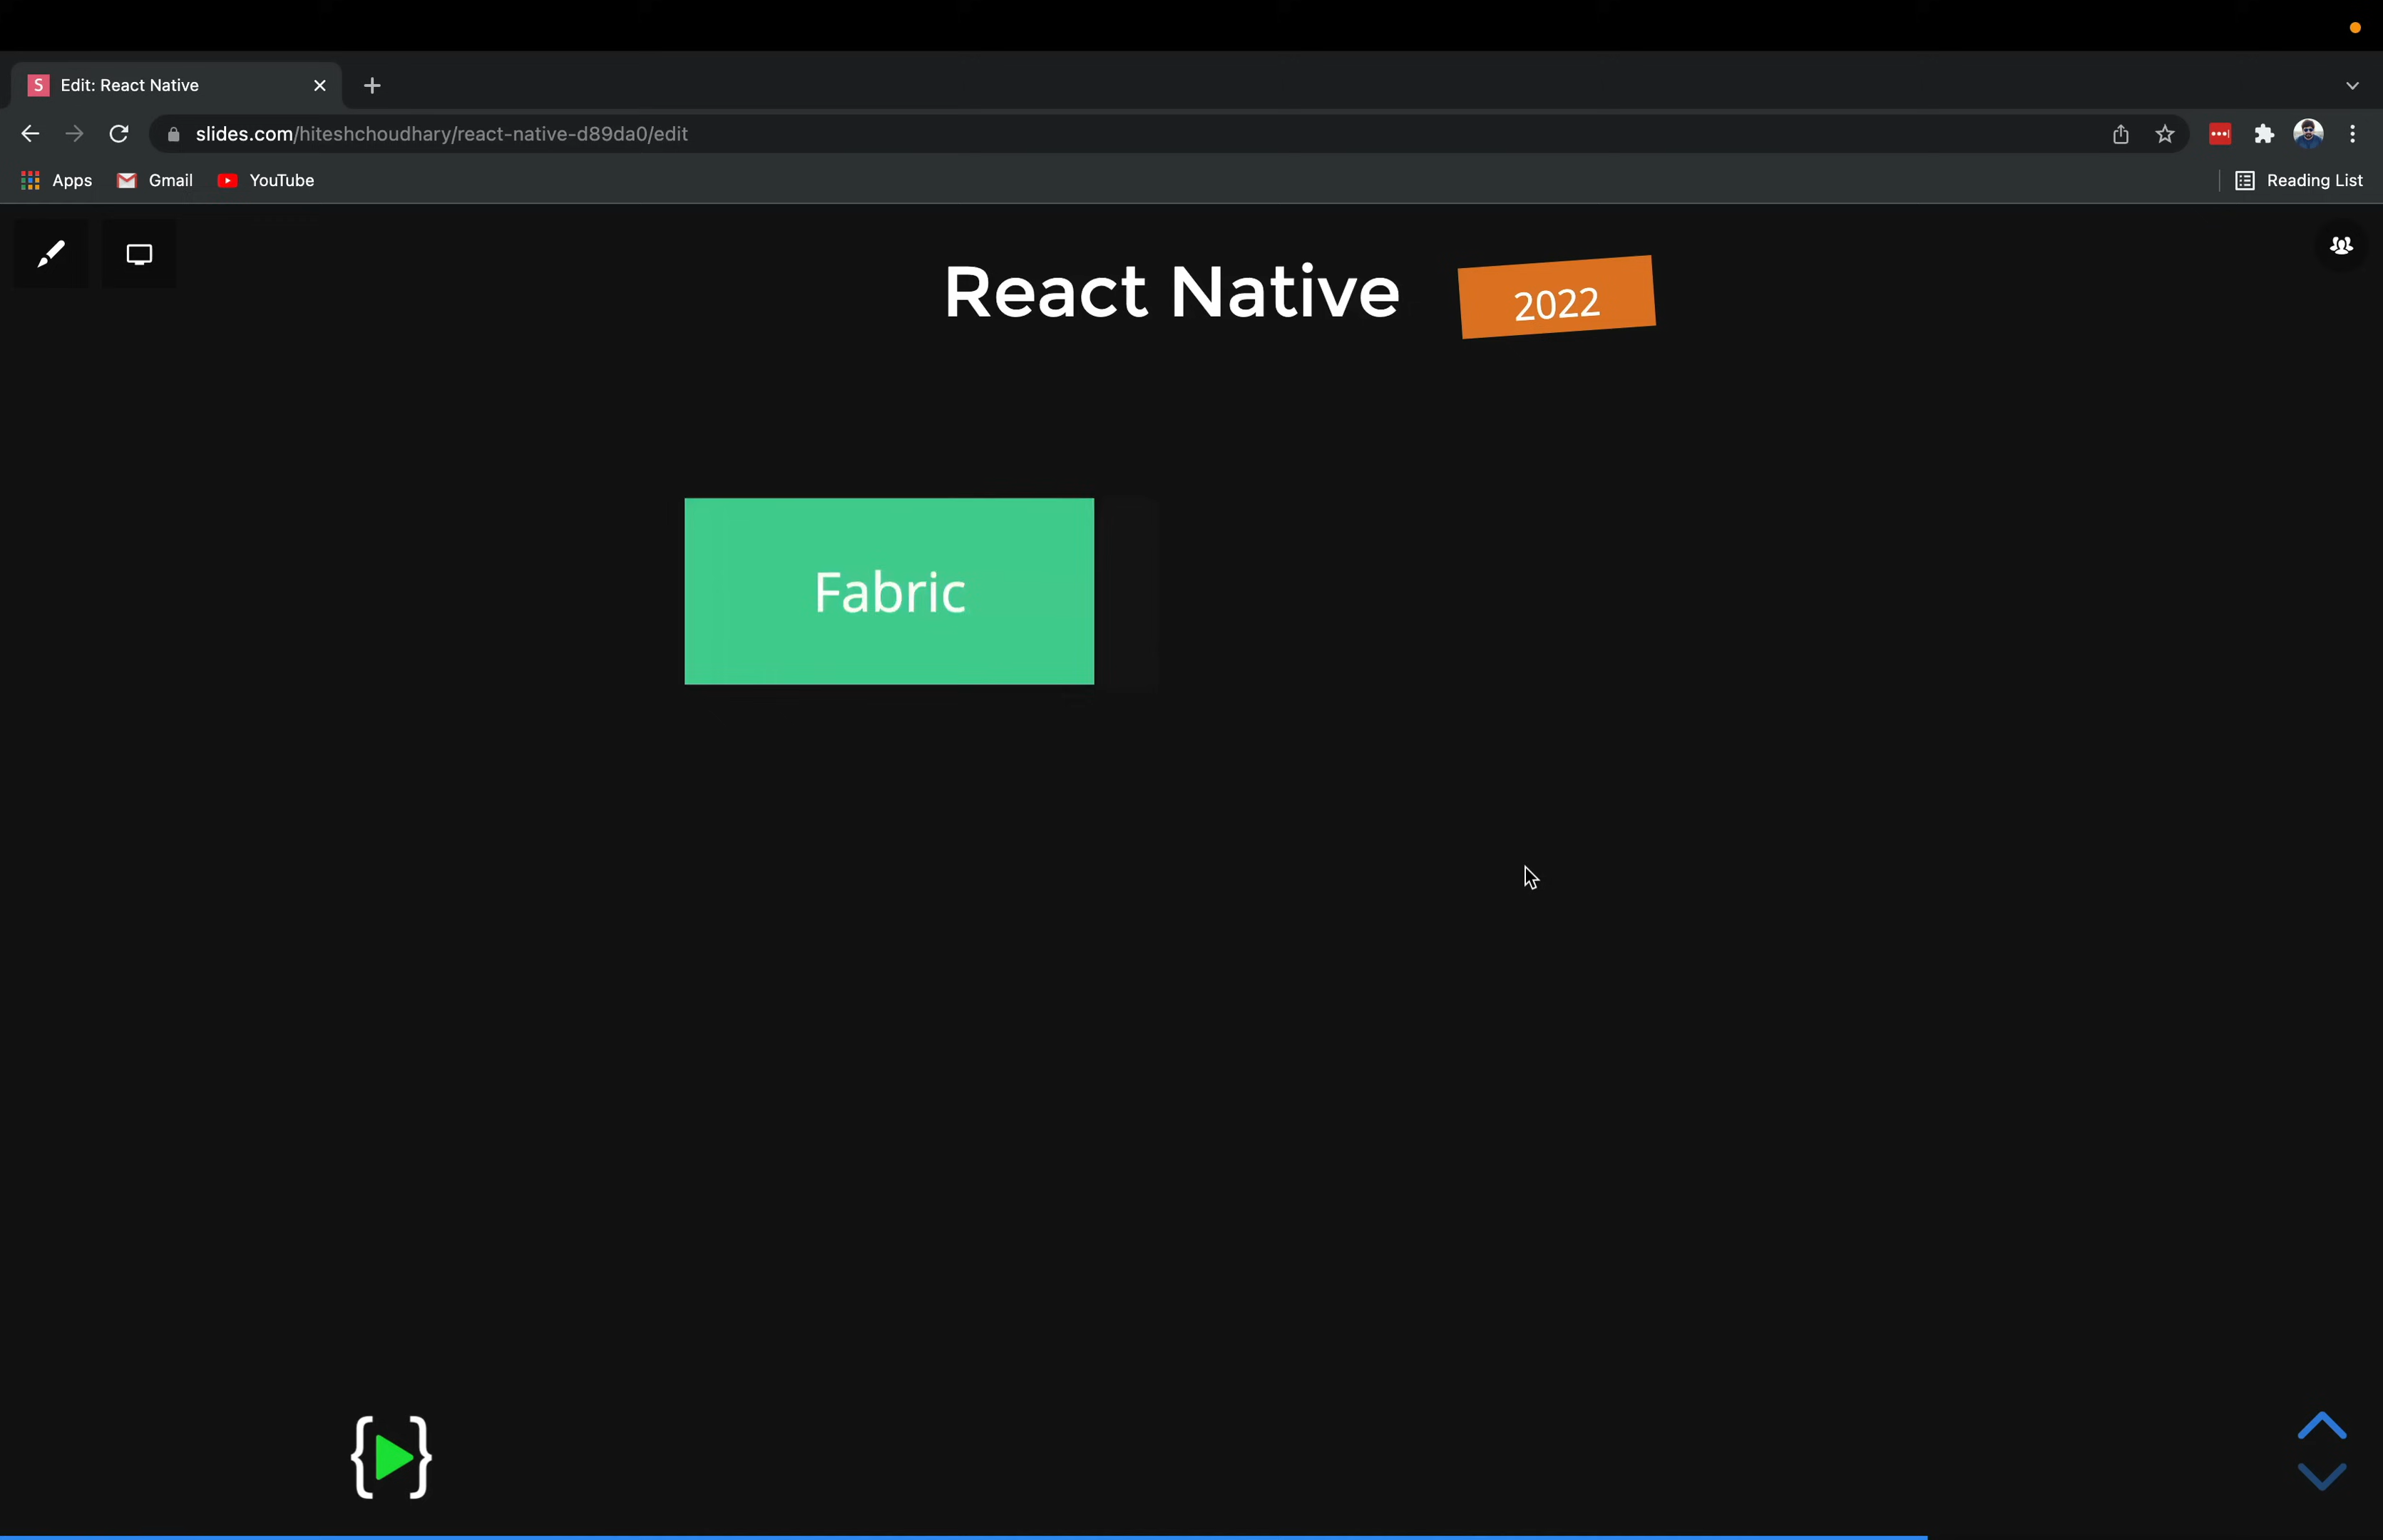 S Edit: React Native
slides.com/hiteshchoudhary/react-native-d89da0/edit
Apps Gmail YouTube Reading List
React Native 2022
Fabric